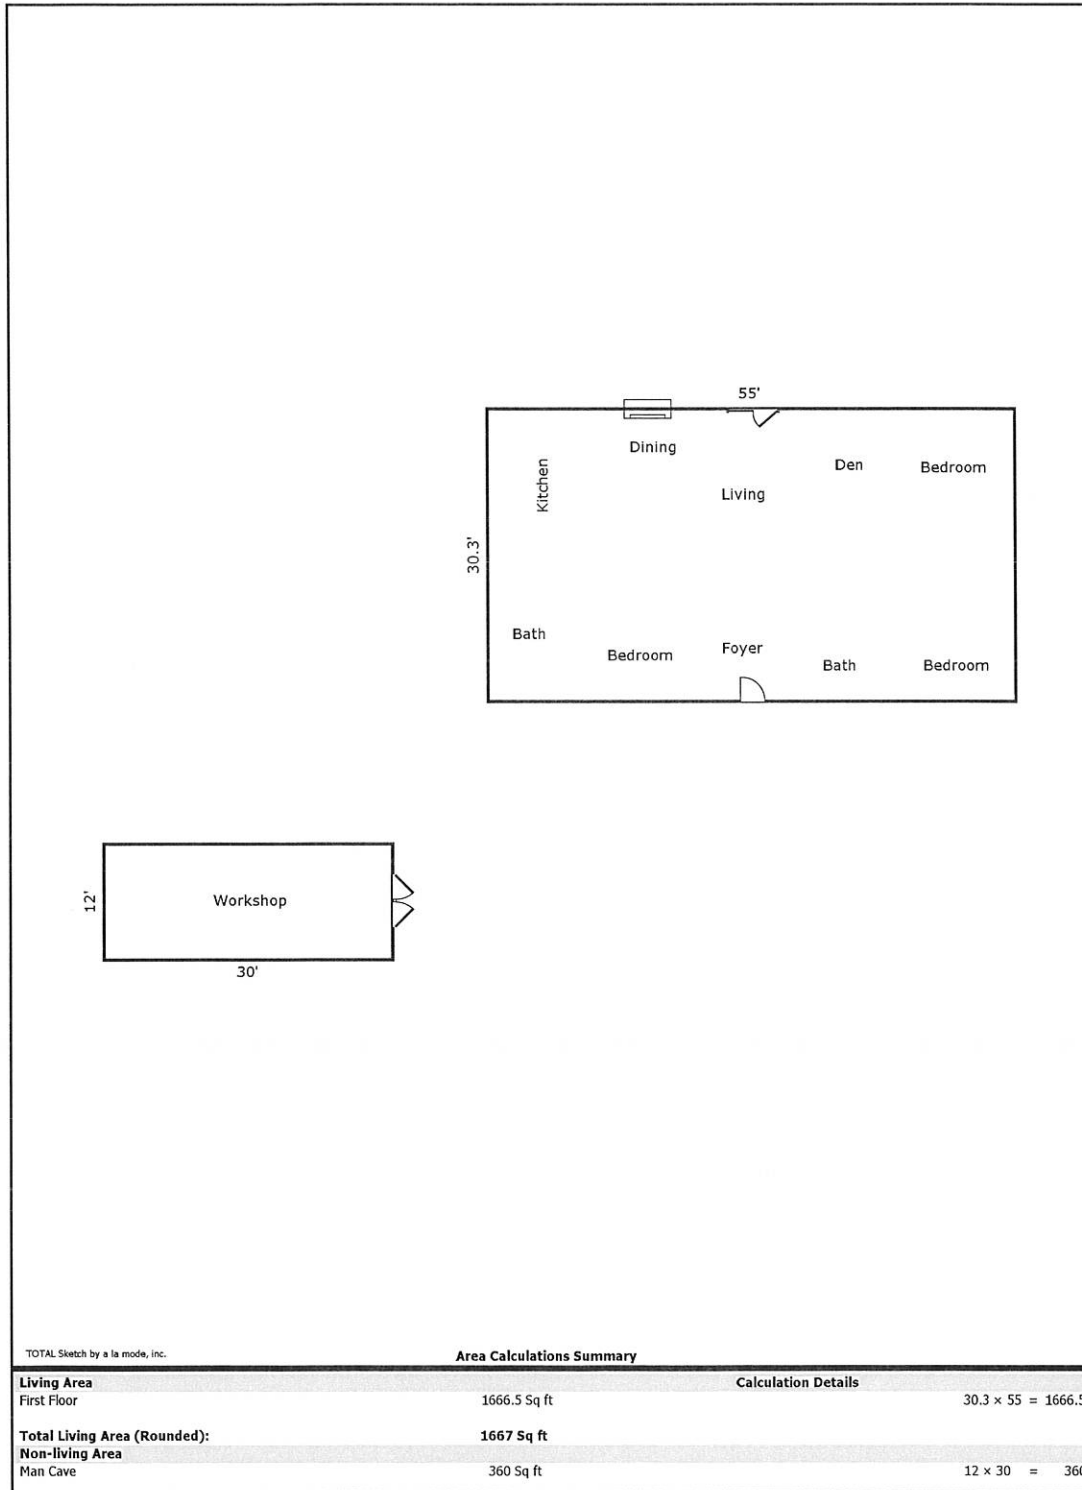 55'
Dining
Kitchen
Den
Bedroom
Living
30.3'
Bath
Bedroom
Foyer
Bath
Bedroom
12'
Workshop
30'
TOTAL Sketch by a la mode, inc.
Area Calculations Summary
Living Area Calculation Details
First Floor 1666.5 Sq ft 30.3 × 55 = 1666.5
Total Living Area (Rounded): 1667 Sq ft
Non-living Area
Man Cave 360 Sq ft 12 × 30 = 360